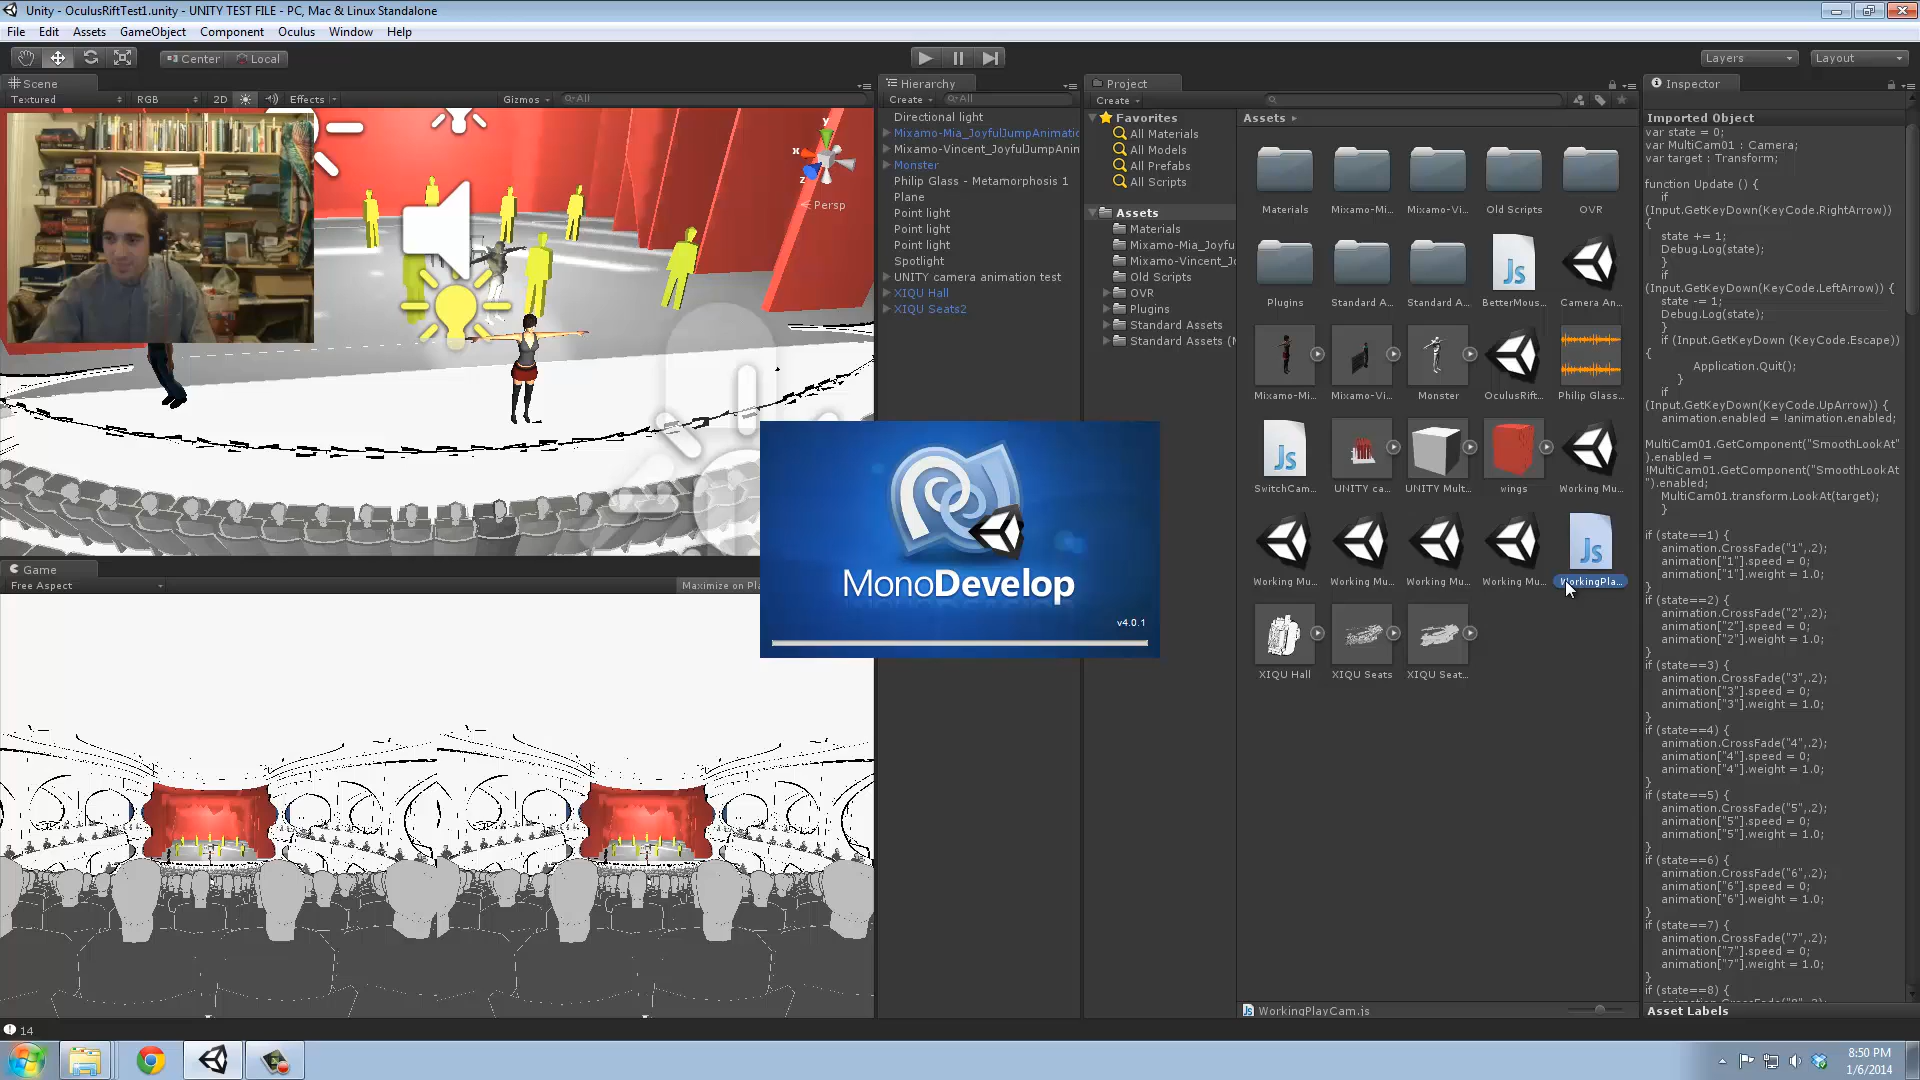 Unity - OculusRiftTest1.unity - UNITY TEST FILE - PC, Mac & Linux Standalone
File Edit Assets GameObject Component Oculus Window Help
Center Local
Layers Layout
Scene
Textured RGB 2D Effects Gizmos All
y
x
z
Persp
Game
Free Aspect Maximize on Pla
Hierarchy
Create All
Directional light
Mixamo-Mia_JoyfulJumpAnimatio
Mixamo-Vincent_JoyfulJumpAnin
Monster
Philip Glass - Metamorphosis 1
Plane
Point light
Point light
Point light
Spotlight
UNITY camera animation test
XIQU Hall
XIQU Seats2
MonoDevelop
v4.0.1
Project
Create
Favorites
All Materials
All Models
All Prefabs
All Scripts
Assets
Materials
Mixamo-Mia_Joyfu
Mixamo-Vincent_Jo
Old Scripts
OVR
Plugins
Standard Assets
Standard Assets (M
Assets
Materials Mixamo-Mi... Mixamo-Vi... Old Scripts OVR
Js
Plugins Standard A... Standard A... BetterMous... Camera An...
Mixamo-Mi... Mixamo-Vi... Monster OculusRift... Philip Glass...
Js
SwitchCam... UNITY ca... UNITY Mult... wings Working Mu...
Js
Working Mu... Working Mu... Working Mu... Working Mu... WorkingPla...
XIQU Hall XIQU Seats XIQU Seat...
WorkingPlayCam.js
Inspector
Imported Object
var state = 0;
var MultiCam01 : Camera;
var target : Transform;
function Update () {
if
(Input.GetKeyDown(KeyCode.RightArrow))
{
state += 1;
Debug.Log(state);
}
if
(Input.GetKeyDown(KeyCode.LeftArrow)) {
state -= 1;
Debug.Log(state);
}
if (Input.GetKeyDown (KeyCode.Escape))
{
Application.Quit();
}
if
(Input.GetKeyDown(KeyCode.UpArrow)) {
animation.enabled = !animation.enabled;
MultiCam01.GetComponent("SmoothLookAt"
).enabled =
!MultiCam01.GetComponent("SmoothLookAt
").enabled;
MultiCam01.transform.LookAt(target);
}
if (state==1) {
animation.CrossFade("1",.2);
animation["1"].speed = 0;
animation["1"].weight = 1.0;
}
if (state==2) {
animation.CrossFade("2",.2);
animation["2"].speed = 0;
animation["2"].weight = 1.0;
}
if (state==3) {
animation.CrossFade("3",.2);
animation["3"].speed = 0;
animation["3"].weight = 1.0;
}
if (state==4) {
animation.CrossFade("4",.2);
animation["4"].speed = 0;
animation["4"].weight = 1.0;
}
if (state==5) {
animation.CrossFade("5",.2);
animation["5"].speed = 0;
animation["5"].weight = 1.0;
}
if (state==6) {
animation.CrossFade("6",.2);
animation["6"].speed = 0;
animation["6"].weight = 1.0;
}
if (state==7) {
animation.CrossFade("7",.2);
animation["7"].speed = 0;
animation["7"].weight = 1.0;
}
if (state==8) {
Asset Labels
14
8:50 PM
1/6/2014